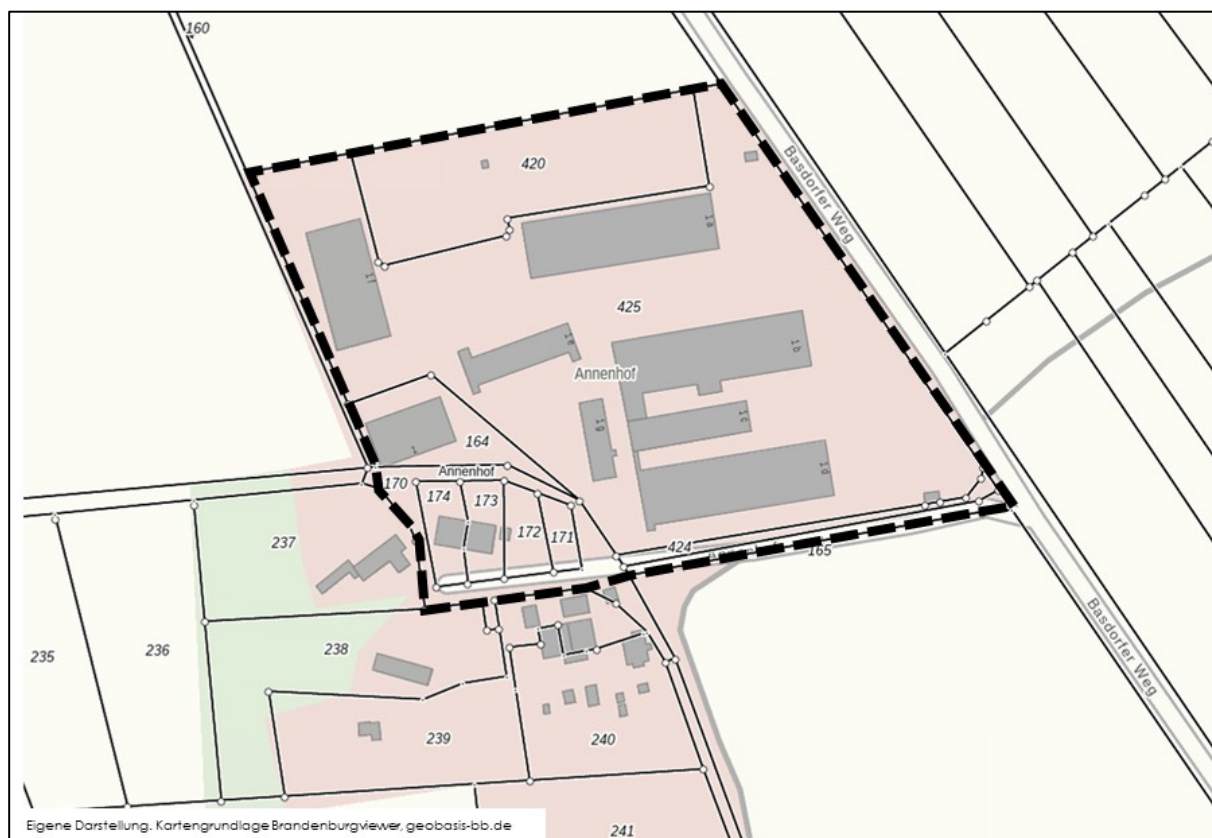 160
420
Basdorfer Weg
1a
1f
425
1b
Annenhof
1e
1c
1g
1
164
1d
Annenhof
170
174
173
172
171
424
165
237
Basdorfer Weg
235
236
238
239
240
241
Eigene Darstellung. Kartengrundlage Brandenburgviewer, geobasis-bb.de